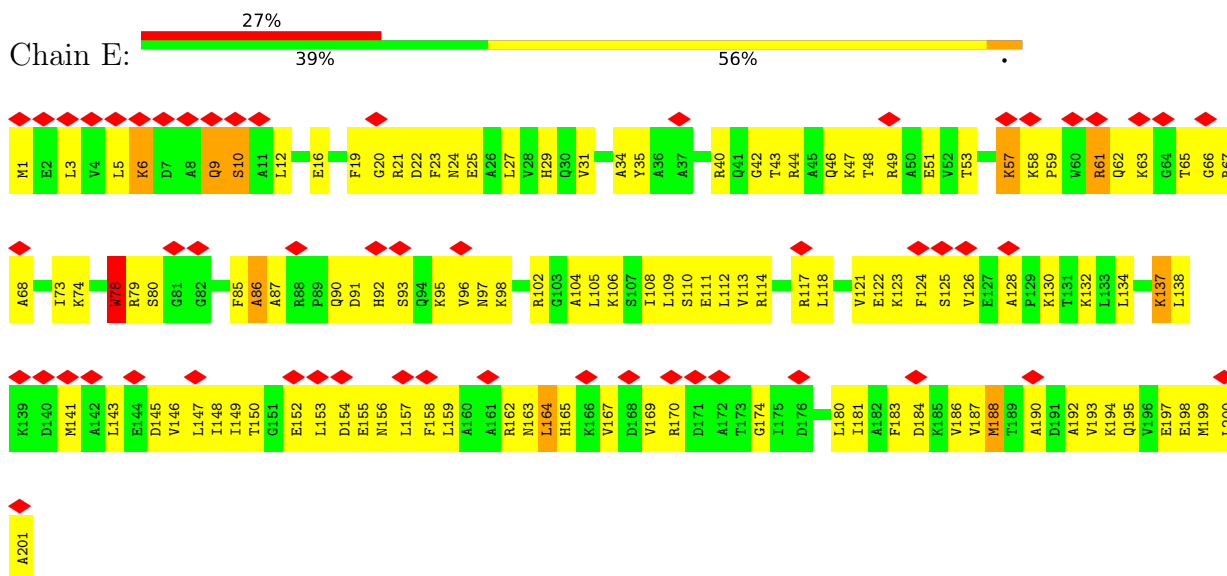 27%
Chain E:
39% 56% •
M1 E2 L3 V4 L5 K6 D7 A8 Q9 S10 A11 L12 E16 F19 G20 R21 D22 F23 N24 E25 A26 L27 V28 H29 Q30 V31 A34 Y35 A36 A37 R40 Q41 G42 T43 R44 A45 Q46 K47 T48 R49 A50 E51 V52 T53 K57 K58 P59 W60 R61 Q62 K63 G64 T65 G66 R67
A68 I73 K74 W78 R79 S80 G81 G82 F85 A86 A87 R88 P89 Q90 D91 H92 S93 Q94 K95 V96 N97 K98 R102 G103 A104 L105 K106 S107 I108 L109 S110 E111 L112 V113 R114 R117 L118 V121 E122 K123 F124 S125 V126 E127 A128 P129 K130 T131 K132 L133 L134 K137 L138
K139 D140 M141 A142 L143 E144 D145 V146 L147 I148 I149 T150 G151 E152 L153 D154 E155 N156 L157 F158 L159 A160 A161 R162 N163 L164 H165 K166 V167 D168 V169 R170 D171 A172 T173 G174 I175 D176 L180 I181 A182 F183 D184 K185 V186 V187 M188 T189 A190 D191 A192 V193 K194 Q195 V196 E197 E198 M199
A201